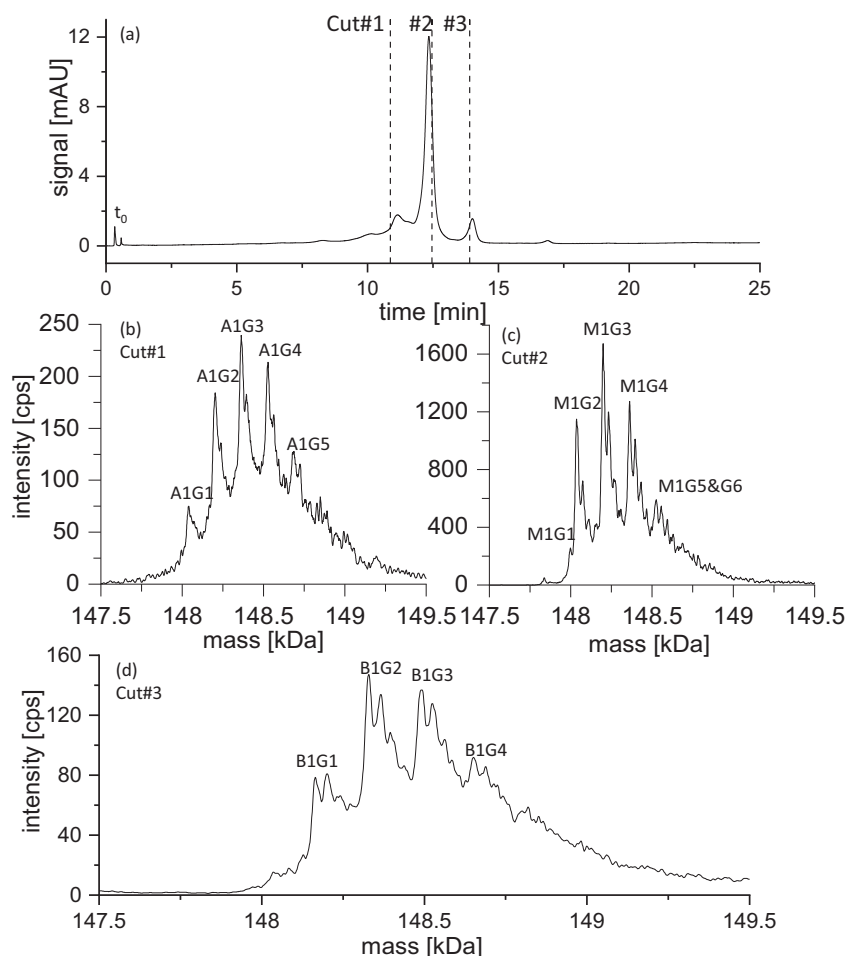 Cut#1 #2 #3
(a)
12
8
4
0
signal [mAU]
t0
0 5 10 15 20 25
time [min]
(b)
Cut#1
250
200
150
100
50
0
intensity [cps]
A1G1
A1G2
A1G3
A1G4
A1G5
147.5 148 148.5 149 149.5
mass [kDa]
(c)
Cut#2
1600
1200
800
400
0
M1G1
M1G2
M1G3
M1G4
M1G5&G6
147.5 148 148.5 149 149.5
mass [kDa]
(d)
Cut#3
160
120
80
40
0
intensity [cps]
B1G1
B1G2
B1G3
B1G4
147.5 148 148.5 149 149.5
mass [kDa]